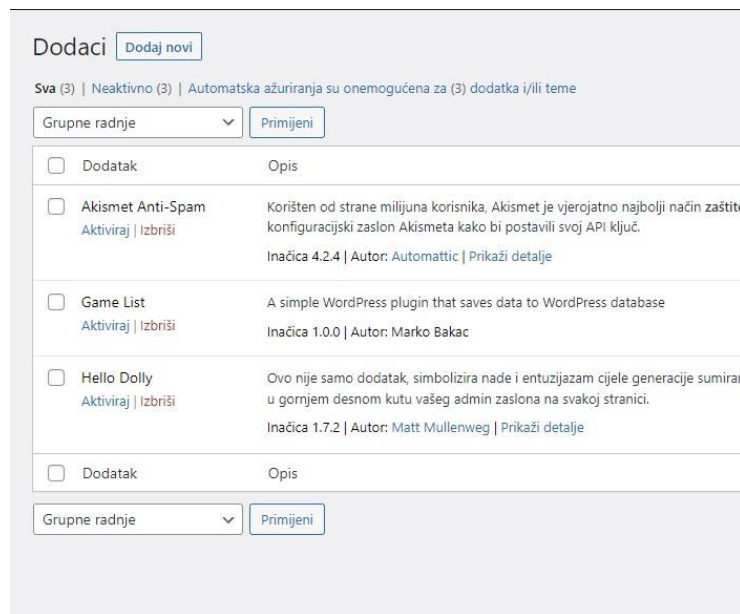 Dodaci Dodaj novi
Sva (3) | Neaktivno (3) | Automatska ažuriranja su onemogućena za (3) dodatka i/ili teme
Grupne radnje Primijeni
Dodatak Opis
Akismet Anti-Spam Korišten od strane milijuna korisnika, Akismet je vjerojatno najbolji način
Aktiviraj | Izbriši konfiguracijski zaslon Akismeta kako bi postavili svoj API ključ.
Inačica 4.2.4 | Autor: Automattic | Prikaži detalje
Game List A simple WordPress plugin that saves data to WordPress database
Aktiviraj | Izbriši Inačica 1.0.0 | Autor: Marko Bakac
Hello Dolly Ovo nije samo dodatak, simbolizira nade i entuzijazam cijele generacije
Aktiviraj | Izbriši u gornjem desnom kutu vašeg admin zaslona na svakoj stranici.
Inačica 1.7.2 | Autor: Matt Mullenweg | Prikaži detalje
Dodatak Opis
Grupne radnje Primijeni